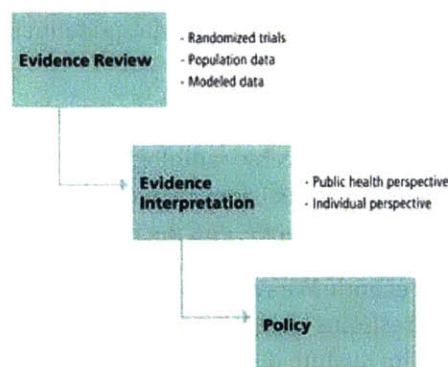 Evidence Review
- Randomized trials
- Population data
- Modeled data
Evidence
Interpretation
- Public health perspective
- Individual perspective
Policy